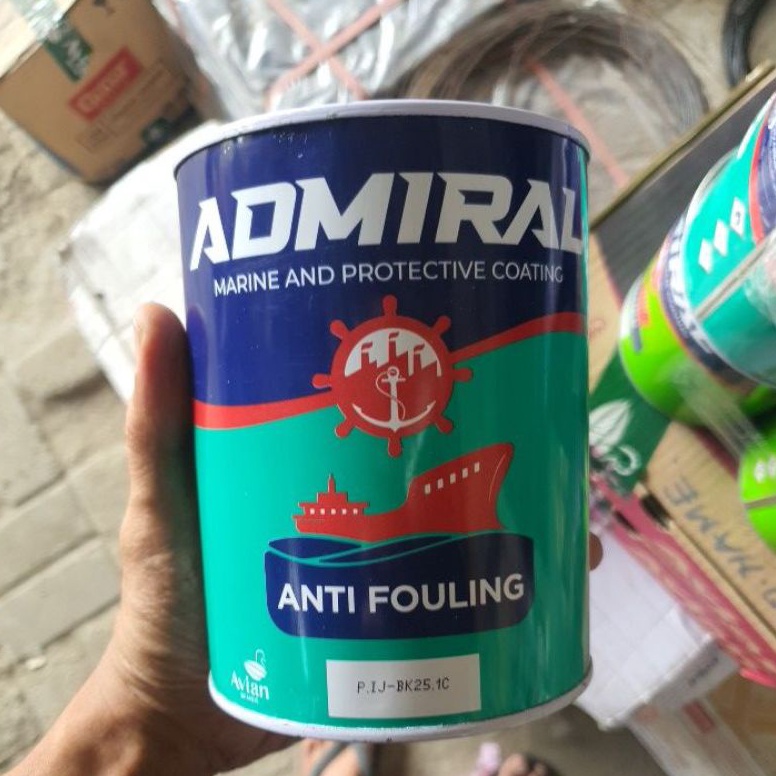 ADMIRAL
MARINE AND PROTECTIVE COATING
ANTI FOULING
Avian
P.IJ-BK25.1C